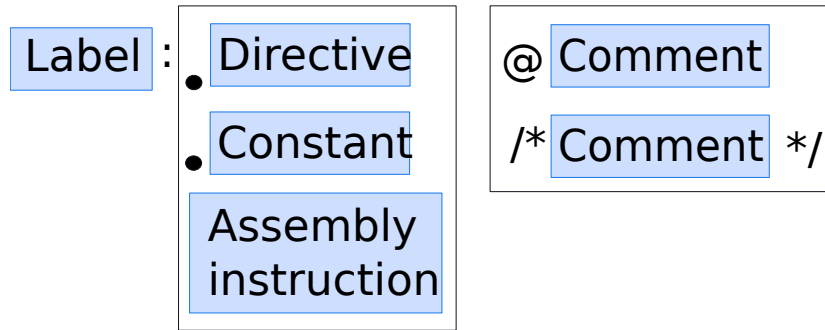 Label :
. Directive
. Constant
Assembly
instruction
@ Comment
/* Comment */